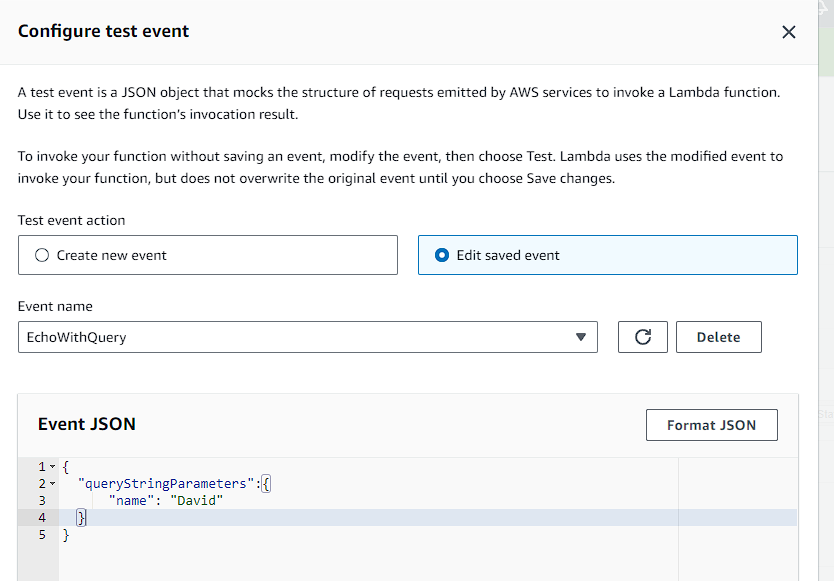 Configure test event
A test event is a JSON object that mocks the structure of requests emitted by AWS services to invoke a Lambda function.
Use it to see the function's invocation result.
To invoke your function without saving an event, modify the event, then choose Test. Lambda uses the modified event to
invoke your function, but does not overwrite the original event until you choose Save changes.
Test event action
Create new event
Edit saved event
Event name
EchoWithQuery
Delete
Event JSON
Format JSON
1 {
2 "queryStringParameters":{
3 "name": "David"
4 }
5 }